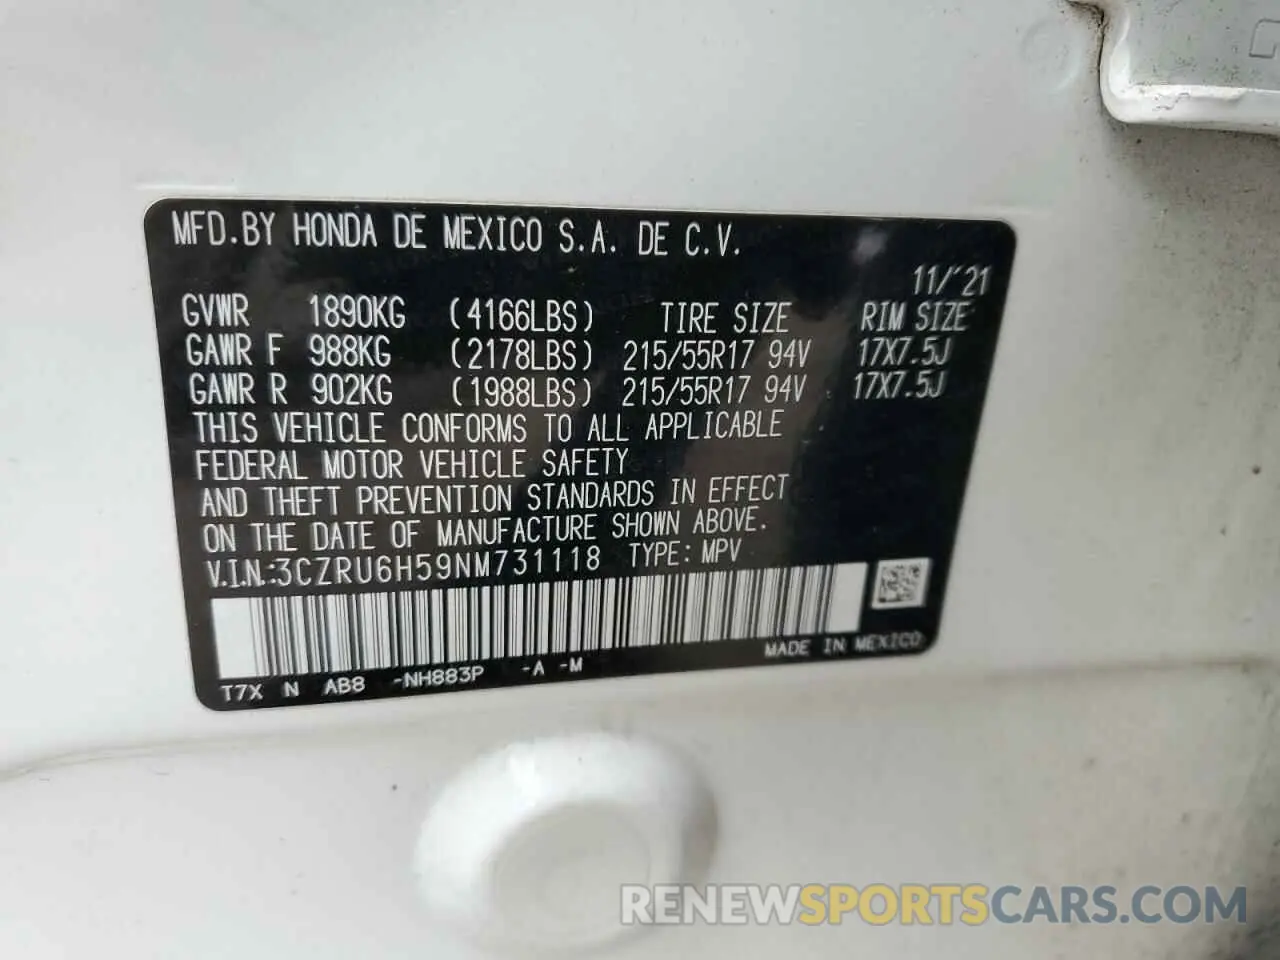 MFD.BY HONDA DE MEXICO S.A. DE C.V.
11/'21
GVWR 1890KG (4166LBS) TIRE SIZE RIM SIZE
GAWR F 988KG (2178LBS) 215/55R17 94V 17X7.5J
GAWR R 902KG (1988LBS) 215/55R17 94V 17X7.5J
THIS VEHICLE CONFORMS TO ALL APPLICABLE
FEDERAL MOTOR VEHICLE SAFETY
AND THEFT PREVENTION STANDARDS IN EFFECT
ON THE DATE OF MANUFACTURE SHOWN ABOVE.
V.I.N.:3CZRU6H59NM731118 TYPE: MPV
MADE IN MEXICO
T7X N AB8 -NH883P -A -M
RENEWSPORTSCARS.COM